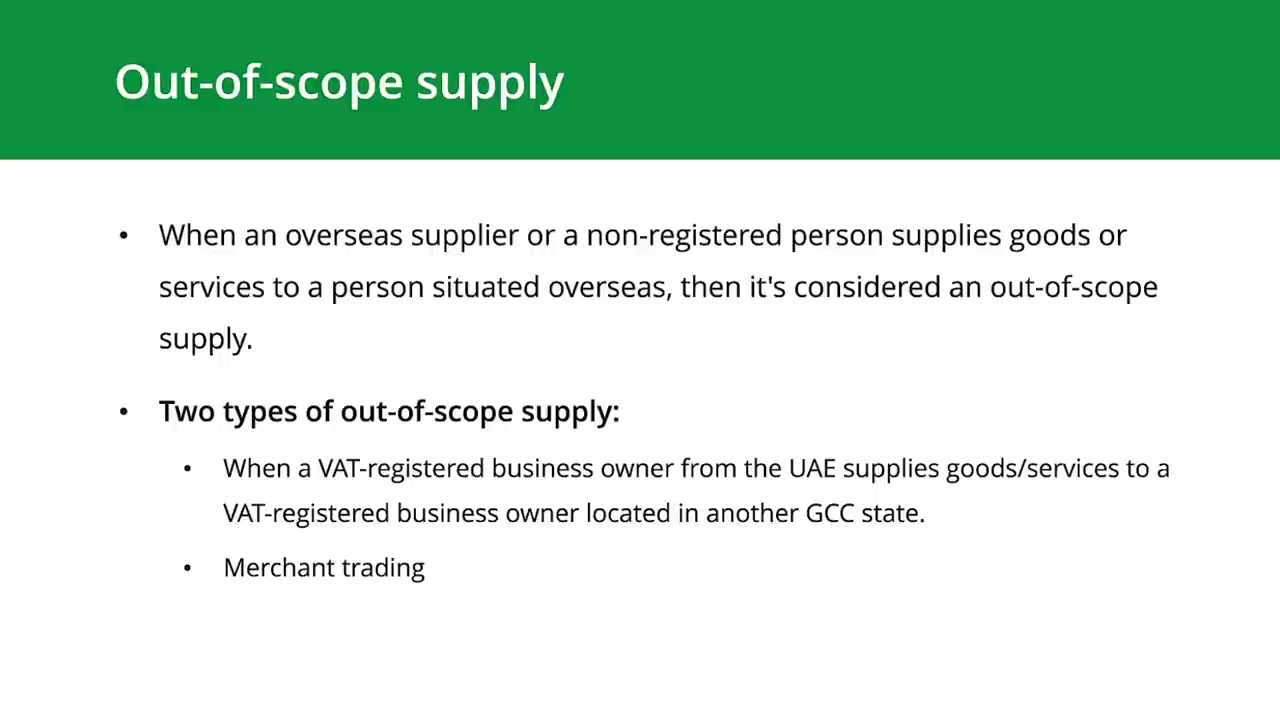 Out-of-scope supply
• When an overseas supplier or a non-registered person supplies goods or
services to a person situated overseas, then it's considered an out-of-scope
supply.
• Two types of out-of-scope supply:
• When a VAT-registered business owner from the UAE supplies goods/services to a
VAT-registered business owner located in another GCC state.
• Merchant trading